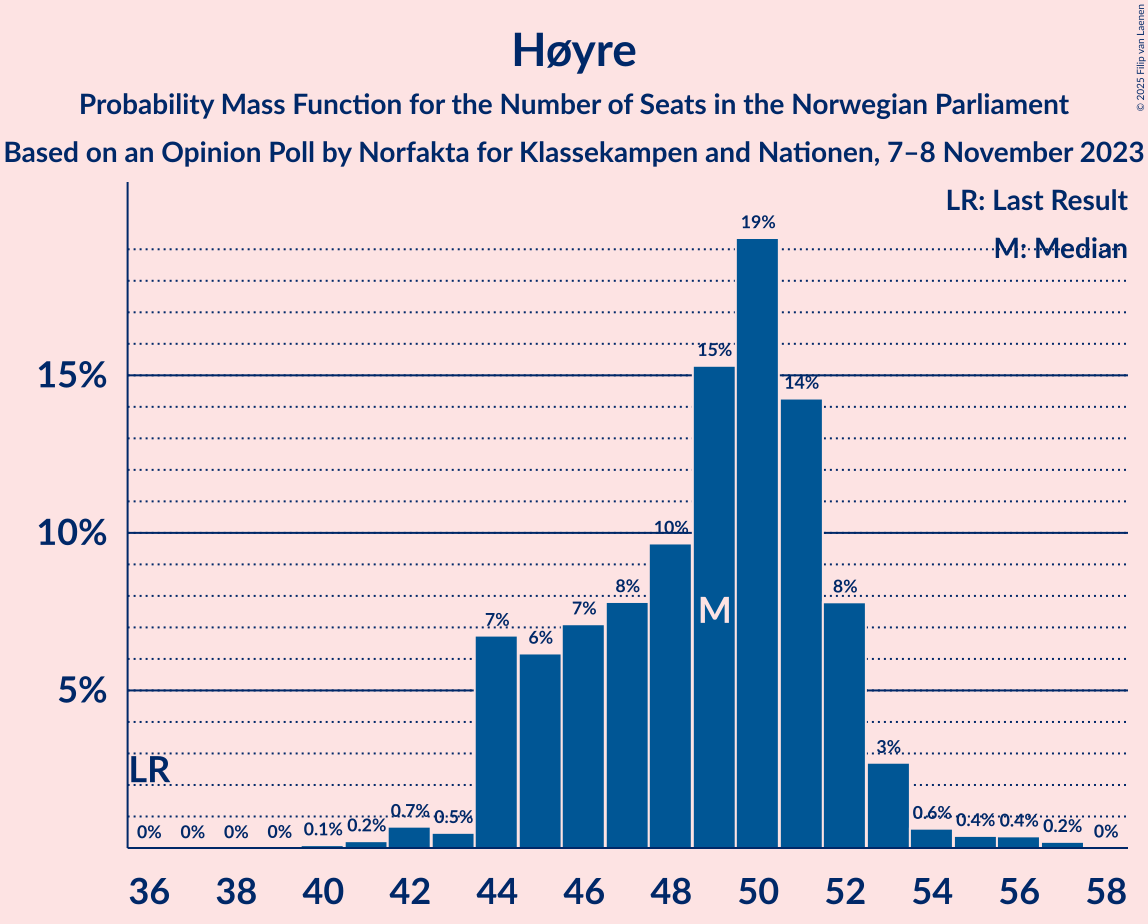 Høyre
Probability Mass Function for the Number of Seats in the Norwegian Parliament
Based on an Opinion Poll by Norfakta for Klassekampen and Nationen, 7–8 November 2023
© 2025 Filip van Laenen
LR: Last Result
M: Median
19%
15%
15%
14%
10%
10%
8%
8%
7%
7%
6%
M
5%
3%
LR
0%
0%
0%
0%
0.1%
0.2%
0.7%
0.5%
0.6%
0.4%
0.4%
0.2%
0%
36 38 40 42 44 46 48 50 52 54 56 58